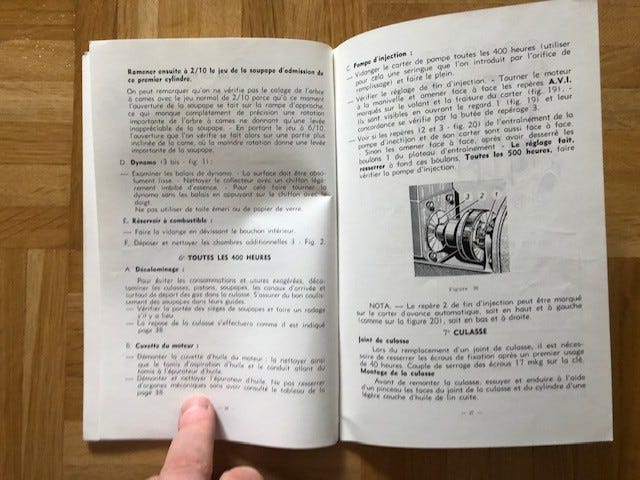 Ramener ensuite à 2/10 le jeu de la soupape d'admission de
ce premier cylindre.
On peut remarquer qu'on ne vérifie pas le calage de l'arbre
à cames avec le jeu normal de 2/10 parce qu'à ce moment
l'ouverture de la soupape se fait sur la rampe d'approche,
ce qui manque complètement de précision une rotation
importante de l'arbre à cames ne donnant qu'une levée
inappréciable de la soupape. - En portant le jeu à 6/10,
l'ouverture que l'on vérifie se fait alors sur une partie plus
inclinée de la came, où la moindre rotation donne une levée
importante.
D. Dynamo (3 bis - fig. 1) :
— Examiner les balais de dynamo. - La surface doit être abso-
lument lisse. - Nettoyer le collecteur avec un chiffon légè-
rement imbibé d'essence. - Pour cela faire tourner la
dynamo sans balais en appuyant sur le chiffon avec le
doigt.
Ne pas utiliser de toile émeri ou de papier de verre.
E. Réservoir à combustible :
— Faire la vidange en dévissant le bouchon inférieur.
F. Déposer et nettoyer les chambres additionnelles 3 - Fig. 2.
6° TOUTES LES 400 HEURES
A. Décalaminage :
Pour éviter les consommations et usures exagérées, déca-
laminer les culasses, pistons, soupapes, les canaux d'arrivée et
surtout de départ des gaz dans la culasse. S'assurer du bon coulis-
sement des soupapes dans leurs guides.
— Vérifier la portée des sièges de soupapes et faire un rodage
s'il y a lieu.
— La repose de la culasse s'effectuera comme il est indiqué
page 38.
B. Cuvette du moteur :
— Démonter la cuvette d'huile du moteur : la nettoyer ainsi
que le tamis d'aspiration d'huile et le conduit allant du
tamis à l'épurateur d'huile.
— Démonter et nettoyer l'épurateur d'huile. Ne pas resserrer
d'organes mécaniques sans avoir consulté le tableau de la
page 38.
C. Pompe d'injection :
— Vidanger le carter de pompe toutes les 400 heures (utiliser
pour cela une seringue que l'on introduit par l'orifice de
remplissage) et faire le plein.
— Vérifier le réglage de fin d'injection. - Tourner le moteur
à la manivelle et amener face à face les repères A.V.I.
marqués sur le volant et la fraisure du carter (fig. 19), -
ils sont visibles en ouvrant le regard 1 (fig. 19) et leur
concordance se vérifie par la butée de repérage 3.
— Voir si les repères (2 et 3 - fig. 20) de l'entraînement de la
pompe d'injection et de son carter sont aussi face à face.
- Sinon les amener face à face, après avoir desserré les
boulons 1 du plateau d'entraînement - Le réglage fait,
resserrer à fond ces boulons. Toutes les 500 heures, faire
vérifier la pompe d'injection.
NOTA. — Le repère 2 de fin d'injection peut être marqué
sur le carter d'avance automatique, soit en haut et à gauche
(comme sur la figure 20), soit en bas et à droite.
7° CULASSE
Joint de culasse
Lors du remplacement d'un joint de culasse, il est néces-
saire de resserrer les écrous de fixation après un premier usage
de 40 heures. Couple de serrage des écrous 17 mkg sur la clé.
Montage de la culasse
Avant de remonter la culasse, essuyer et enduire à l'aide
d'un pinceau les faces du joint de la culasse et du cylindre d'une
légère couche d'huile de lin cuite.
— 37 —